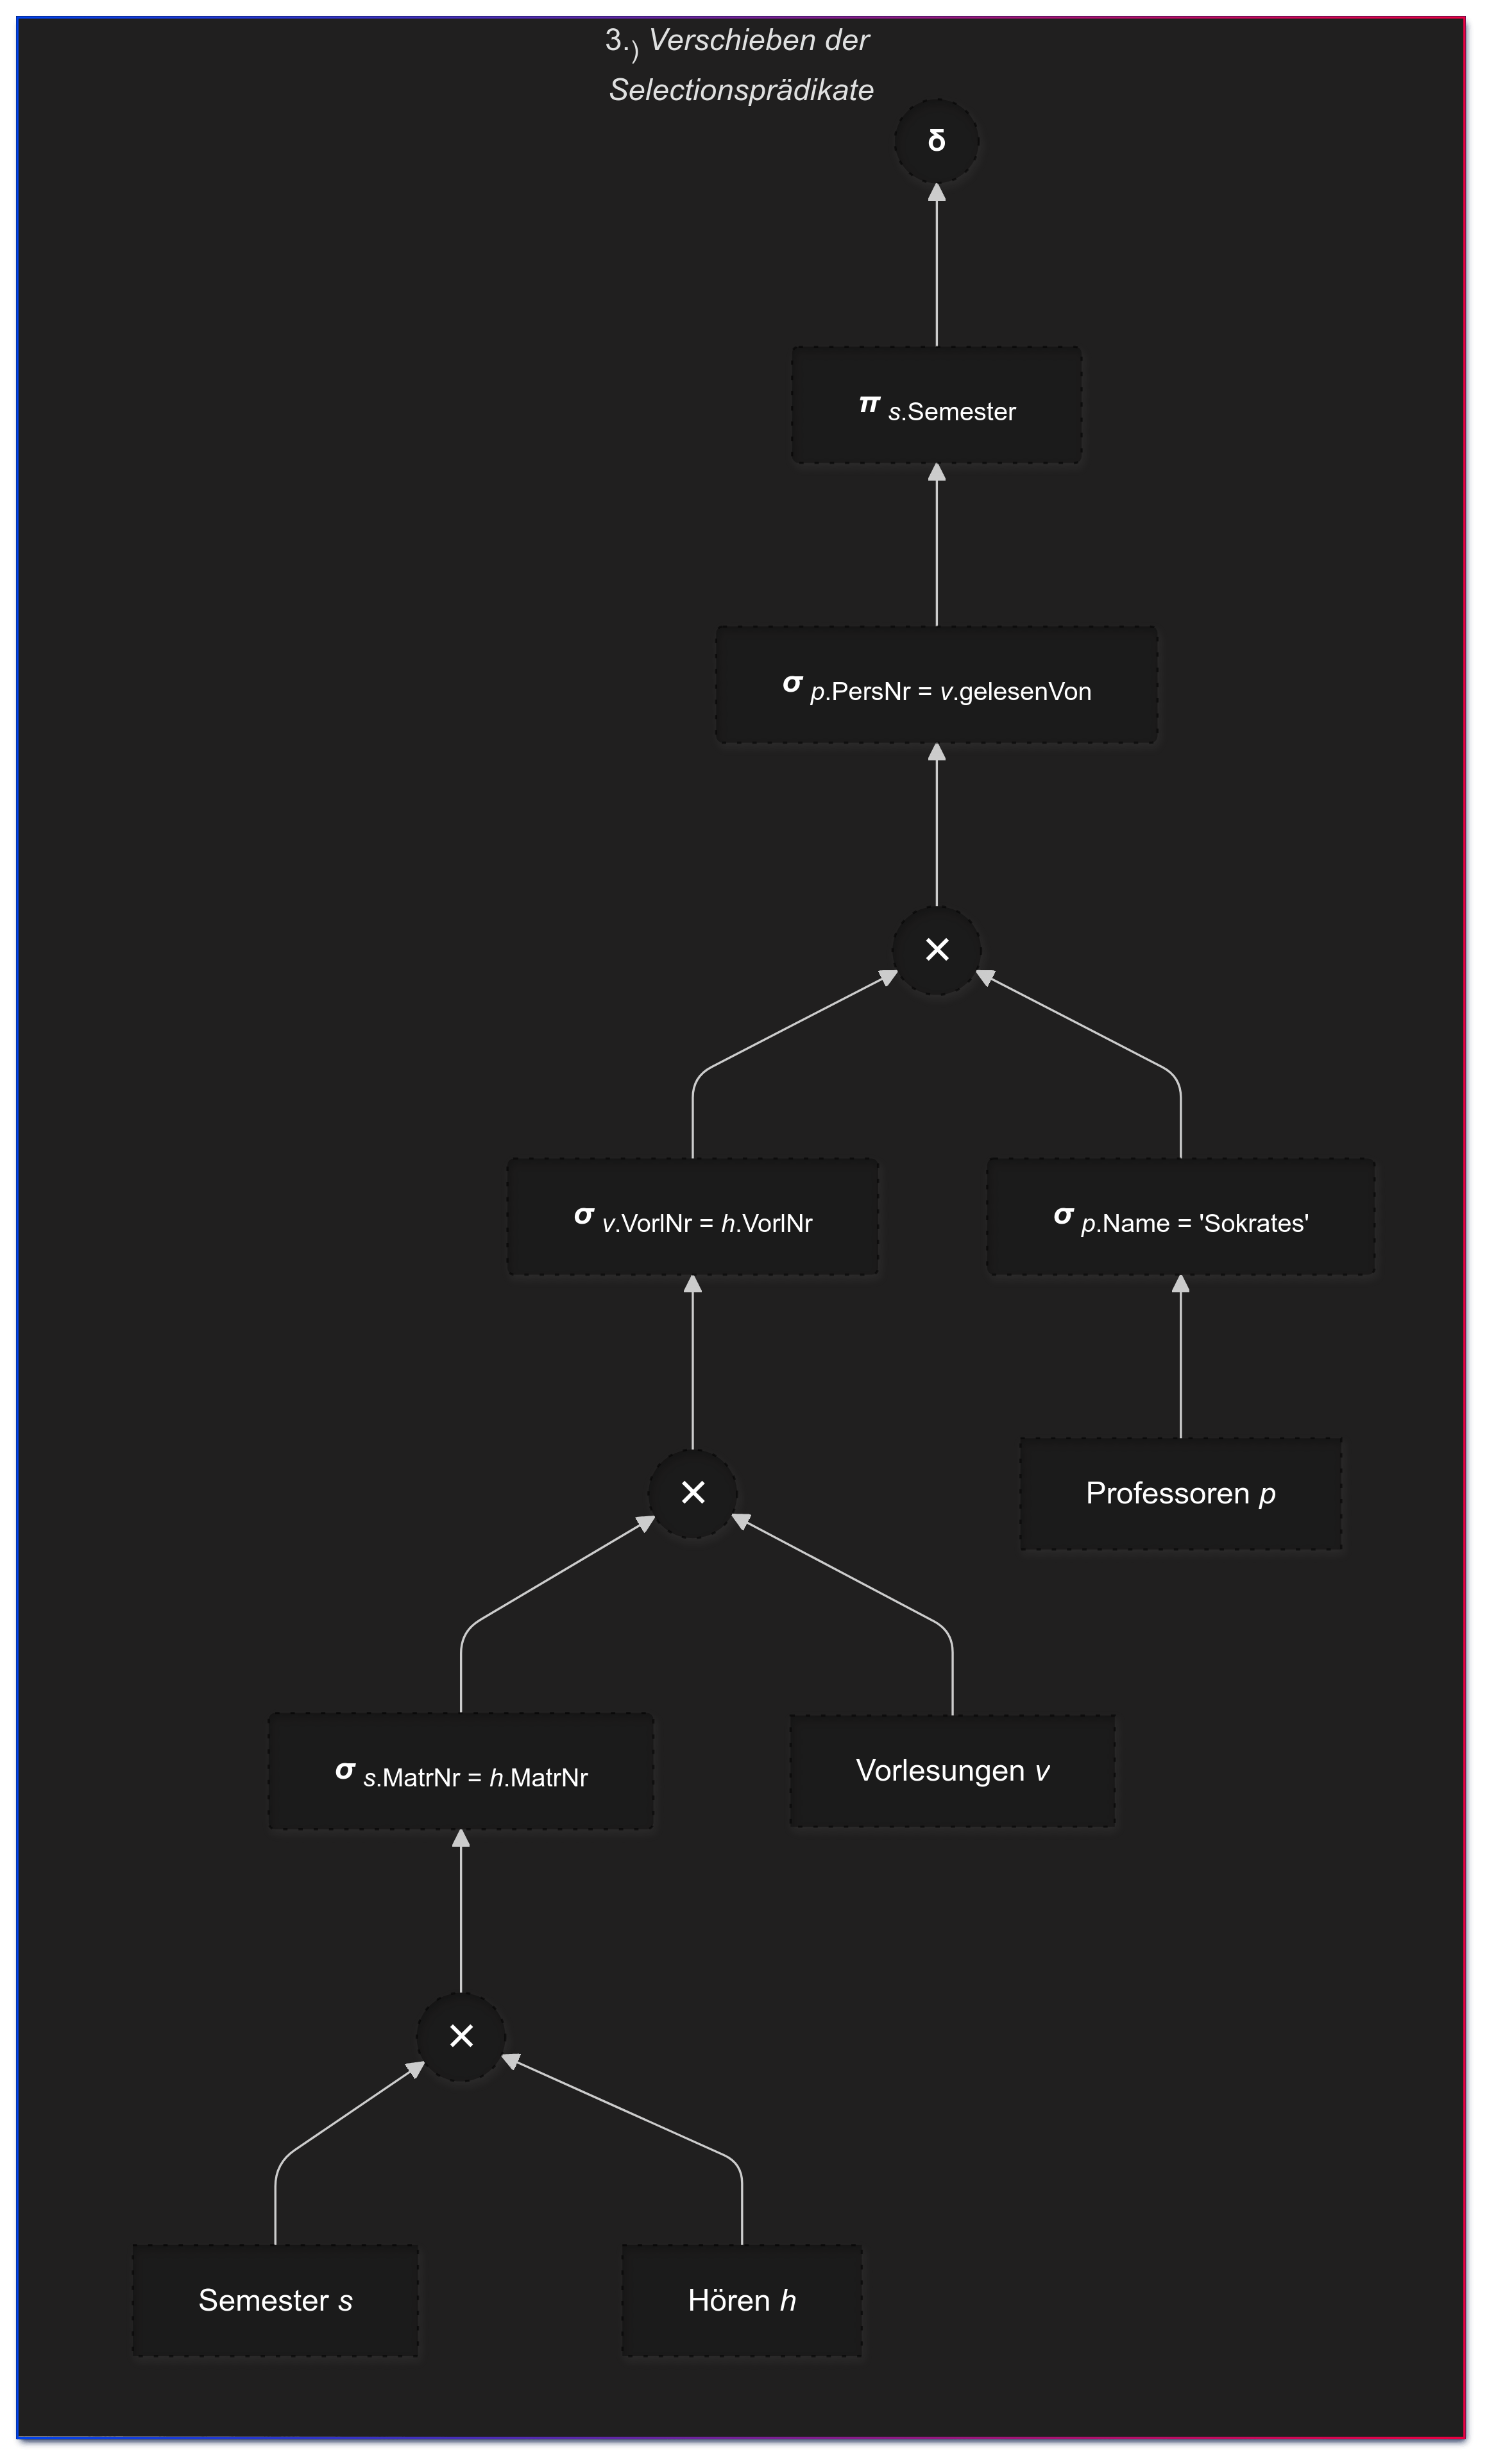 3.) Verschieben der
Selectionsprädikate
δ
π s.Semester
σ p.PersNr = v.gelesenVon
×
σ v.VorlNr = h.VorlNr
σ p.Name = 'Sokrates'
×
Professoren p
σ s.MatrNr = h.MatrNr
Vorlesungen v
×
Semester s
Hören h